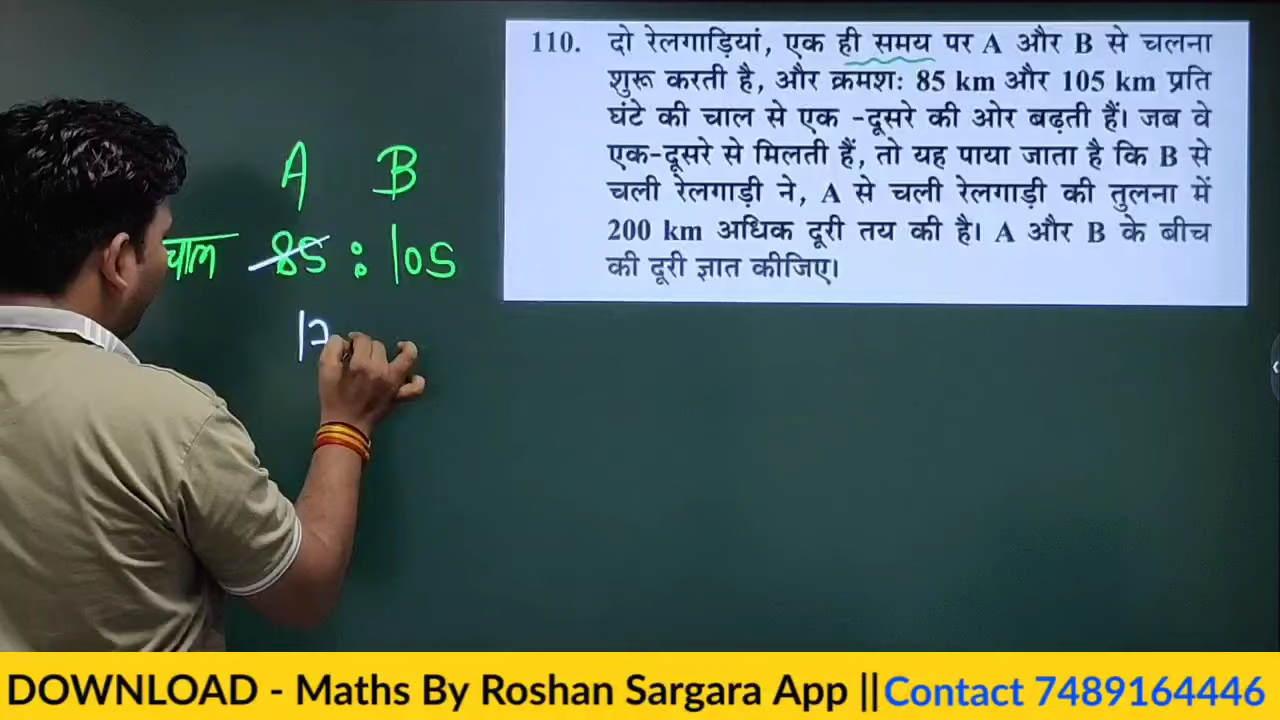 110. दो रेलगाड़ियां, एक ही समय पर A और B से चलना
शुरू करती है, और क्रमश: 85 km और 105 km प्रति
घंटे की चाल से एक -दूसरे की ओर बढ़ती हैं। जब वे
एक-दूसरे से मिलती हैं, तो यह पाया जाता है कि B से
चली रेलगाड़ी ने, A से चली रेलगाड़ी की तुलना में
200 km अधिक दूरी तय की है। A और B के बीच
की दूरी ज्ञात कीजिए।
A B
चाल 85 : 105
17
DOWNLOAD - Maths By Roshan Sargara App ||Contact 7489164446